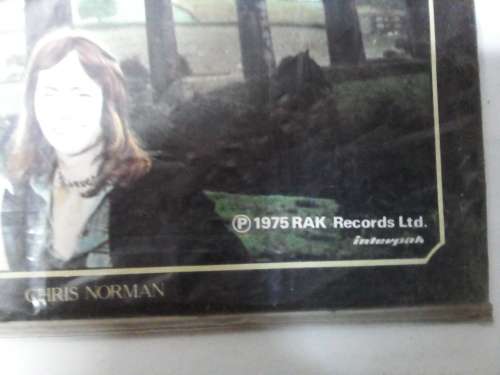 ℗ 1975 RAK Records Ltd.
interpak
CHRIS NORMAN